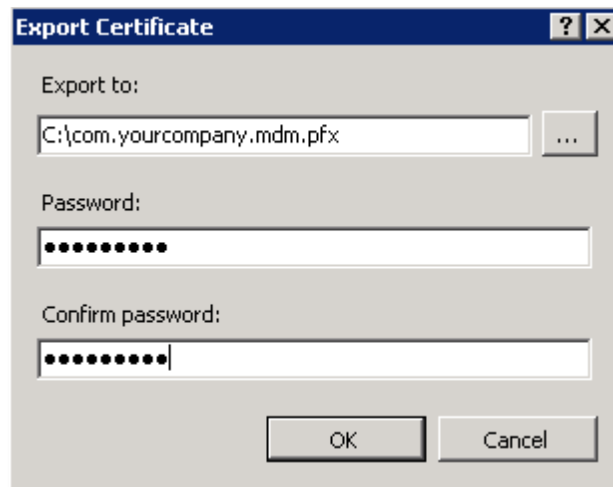 Export Certificate
Export to:
C:\com.yourcompany.mdm.pfx
...
Password:
●●●●●●●●●
Confirm password:
●●●●●●●●●
OK Cancel